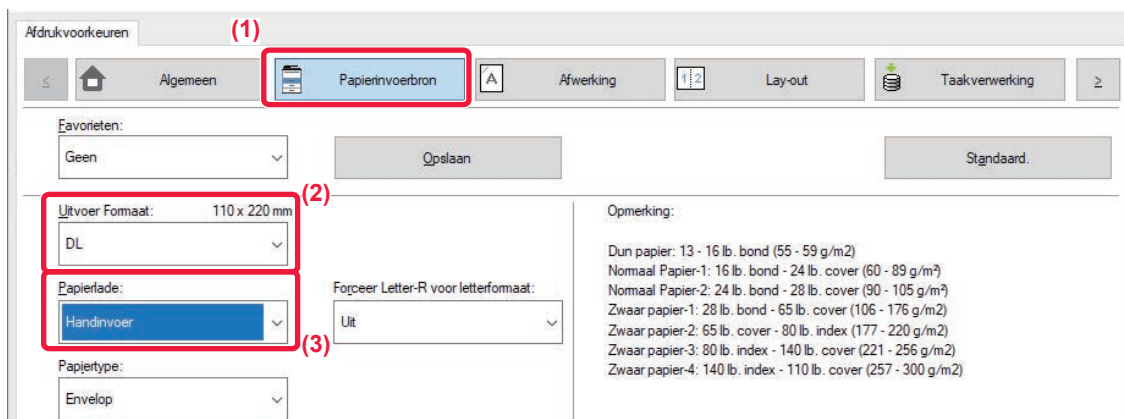 Afdrukvoorkeuren
(1)
≤
Algemeen
Papierinvoerbron
A
Afwerking
1 2
Lay-out
Taakverwerking
≥
Favorieten:
Geen
Opslaan
Standaard.
(2)
Uitvoer Formaat: 110 x 220 mm
DL
Papierlade:
Handinvoer
(3)
Forceer Letter-R voor letterformaat:
Uit
Papiertype:
Envelop
Opmerking:
Dun papier: 13 - 16 lb. bond (55 - 59 g/m2)
Normaal Papier-1: 16 lb. bond - 24 lb. cover (60 - 89 g/m²)
Normaal Papier-2: 24 lb. bond - 28 lb. cover (90 - 105 g/m²)
Zwaar papier-1: 28 lb. bond - 65 lb. cover (106 - 176 g/m2)
Zwaar papier-2: 65 lb. cover - 80 lb. index (177 - 220 g/m2)
Zwaar papier-3: 80 lb. index - 140 lb. cover (221 - 256 g/m2)
Zwaar papier-4: 140 lb. index - 110 lb. cover (257 - 300 g/m2)